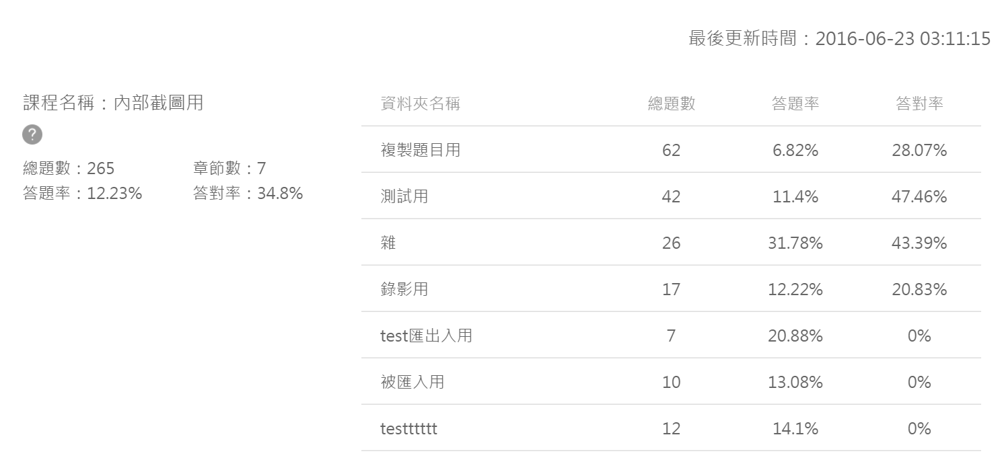 最後更新時間：2016-06-23 03:11:15
課程名稱：內部截圖用
?
總題數：265 章節數：7
答題率：12.23% 答對率：34.8%
資料夾名稱 總題數 答題率 答對率
複製題目用 62 6.82% 28.07%
測試用 42 11.4% 47.46%
雜 26 31.78% 43.39%
錄影用 17 12.22% 20.83%
test匯出入用 7 20.88% 0%
被匯入用 10 13.08% 0%
testttttt 12 14.1% 0%